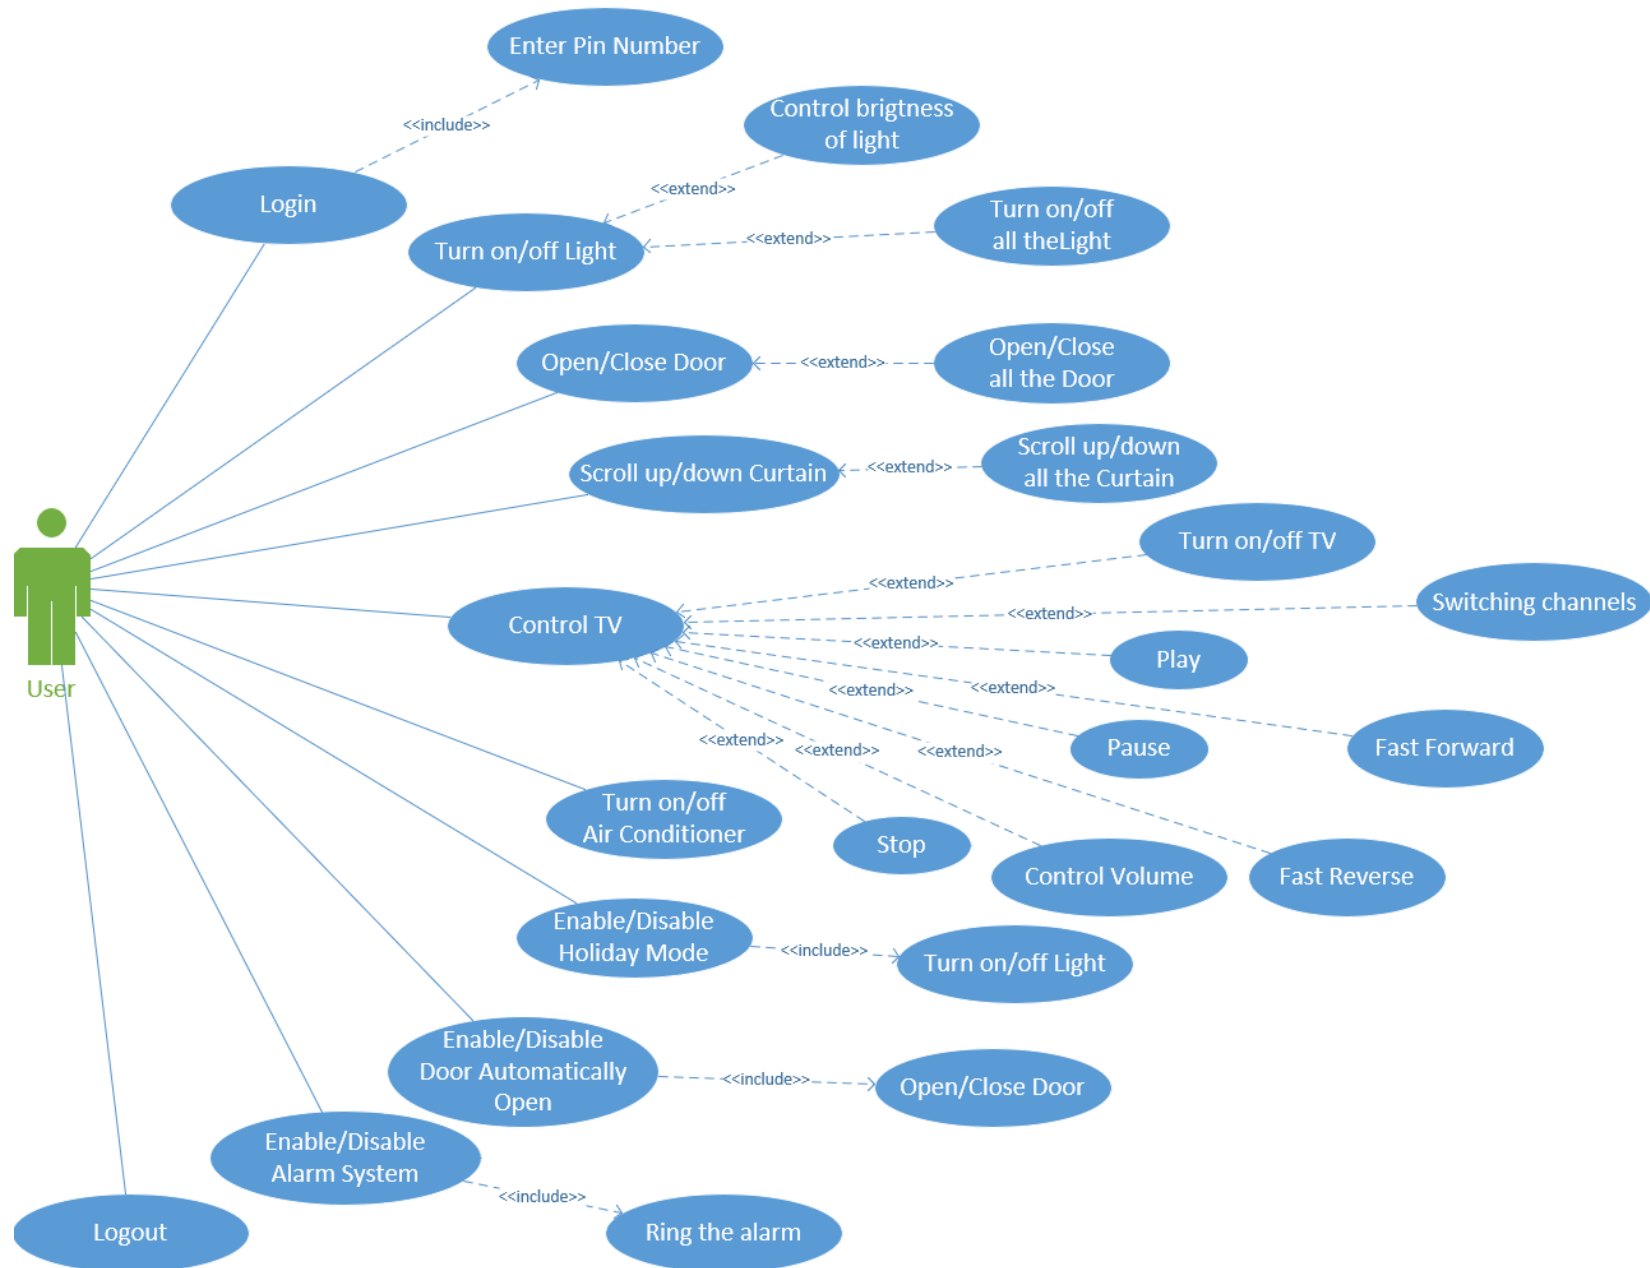 Enter Pin Number
<<include>>
Login
Control brigtness
of light
<<extend>>
Turn on/off Light
Turn on/off
all theLight
<<extend>>
Open/Close Door
<<extend>>
Open/Close
all the Door
Scroll up/down Curtain
<<extend>>
Scroll up/down
all the Curtain
User
Control TV
<<extend>>
Turn on/off TV
<<extend>>
Switching channels
<<extend>>
Play
<<extend>>
Fast Forward
<<extend>>
Pause
<<extend>>
Stop
<<extend>>
Control Volume
<<extend>>
Fast Reverse
Turn on/off
Air Conditioner
Enable/Disable
Holiday Mode
<<include>>
Turn on/off Light
Enable/Disable
Door Automatically
Open
<<include>>
Open/Close Door
Enable/Disable
Alarm System
<<include>>
Ring the alarm
Logout